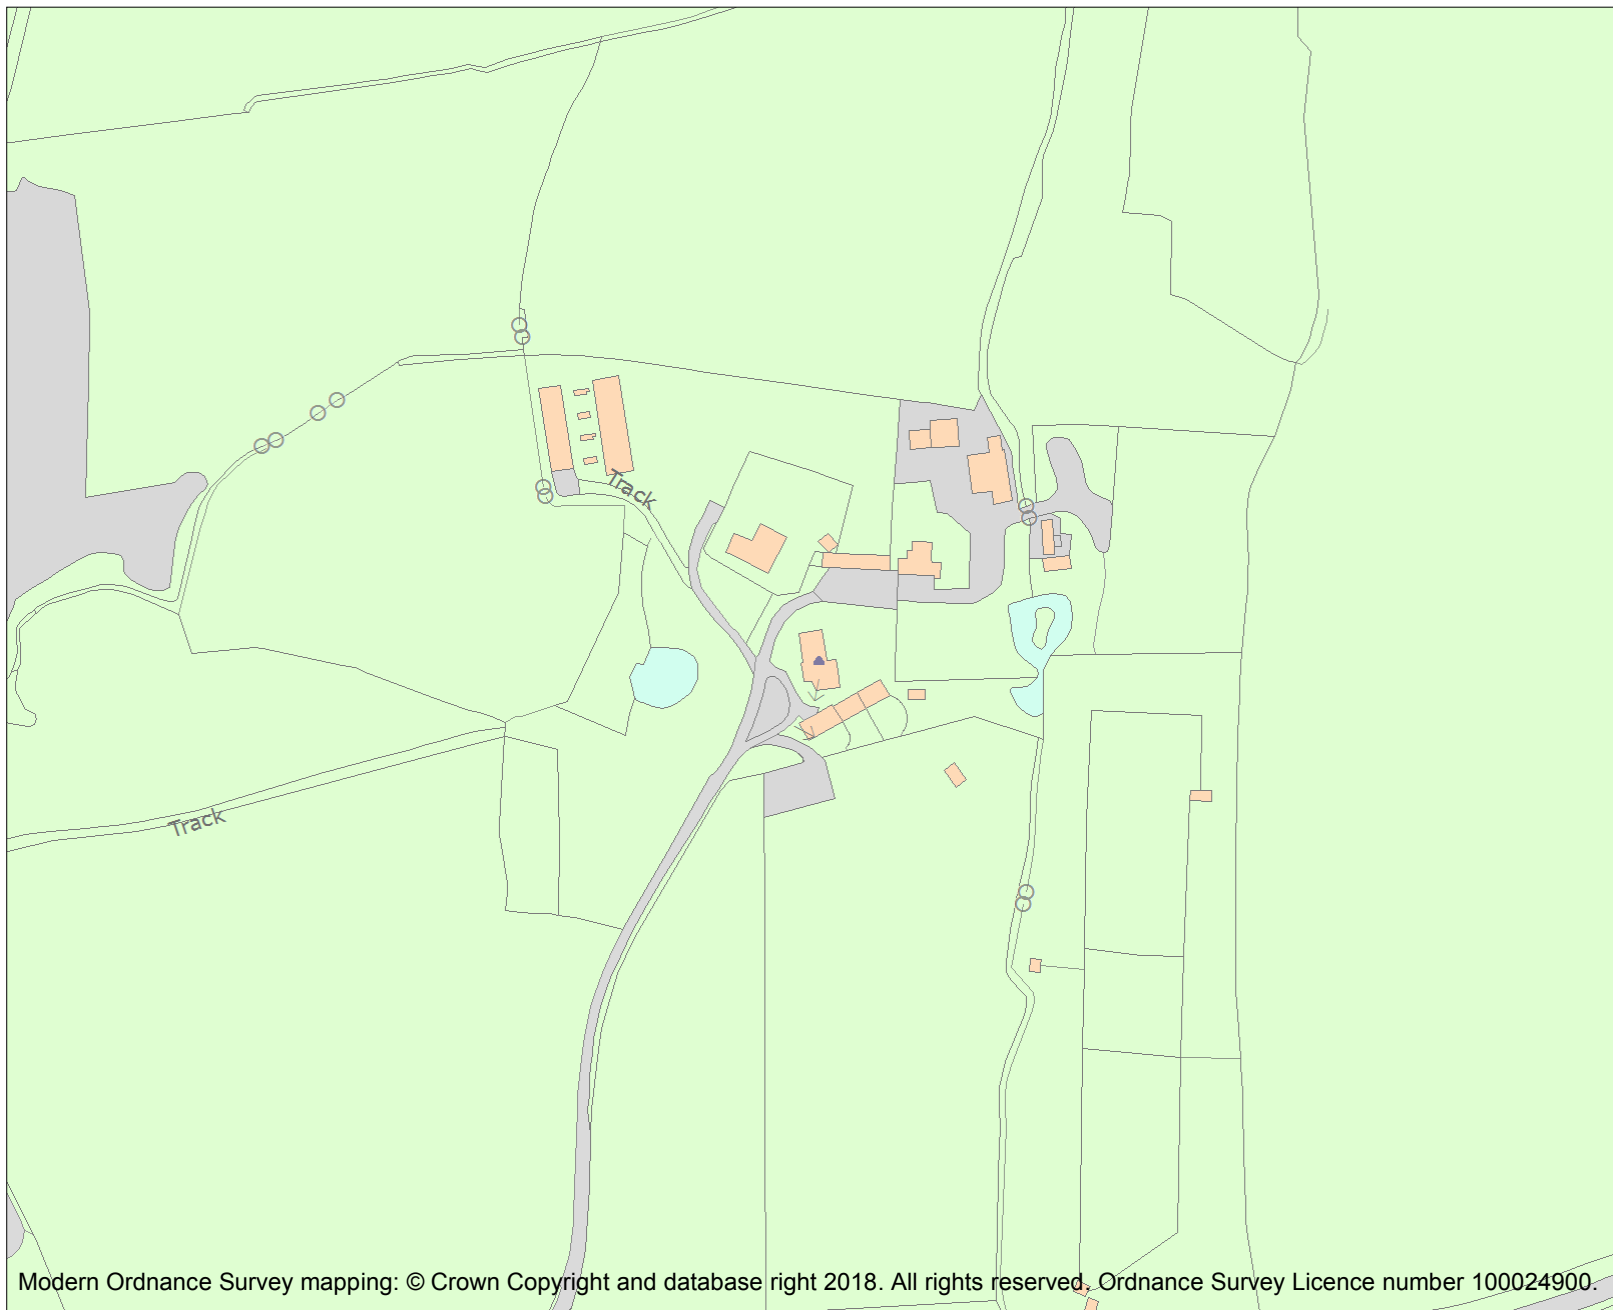 Track
Track
Modern Ordnance Survey mapping: © Crown Copyright and database right 2018. All rights reserved. Ordnance Survey Licence number 100024900.